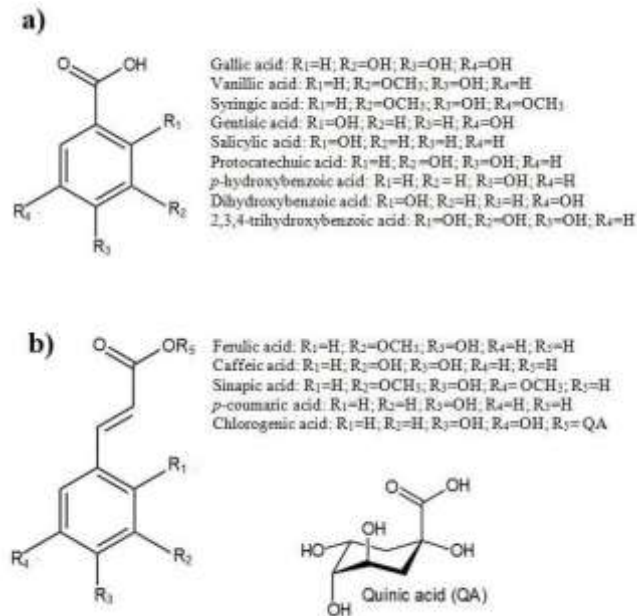 a)
O
OH
R₁
R₂
R₃
R₄
Gallic acid: R₁=H; R₂=OH; R₃=OH; R₄=OH
Vanillic acid: R₁=H; R₂=OCH₃; R₃=OH; R₄=H
Syringic acid: R₁=H; R₂=OCH₃; R₃=OH; R₄=OCH₃
Gentisic acid: R₁=OH; R₂=H; R₃=H; R₄=OH
Salicylic acid: R₁=OH; R₂=H; R₃=H; R₄=H
Protocatechuic acid: R₁=H; R₂=OH; R₃=OH; R₄=H
p-hydroxybenzoic acid: R₁=H; R₂=H; R₃=OH; R₄=H
Dihydroxybenzoic acid: R₁=OH; R₂=H; R₃=H; R₄=OH
2,3,4-trihydroxybenzoic acid: R₁=OH; R₂=OH; R₃=OH; R₄=H
b)
O
OR₅
R₁
R₂
R₃
R₄
Ferulic acid: R₁=H; R₂=OCH₃; R₃=OH; R₄=H; R₅=H
Caffeic acid: R₁=H; R₂=OH; R₃=OH; R₄=H; R₅=H
Sinapic acid: R₁=H; R₂=OCH₃; R₃=OH; R₄=OCH₃; R₅=H
p-coumaric acid: R₁=H; R₂=H; R₃=OH; R₄=H; R₅=H
Chlorogenic acid: R₁=H; R₂=H; R₃=OH; R₄=OH; R₅=QA
O
OH
OH
HO
HO
OH
OH
Quinic acid (QA)